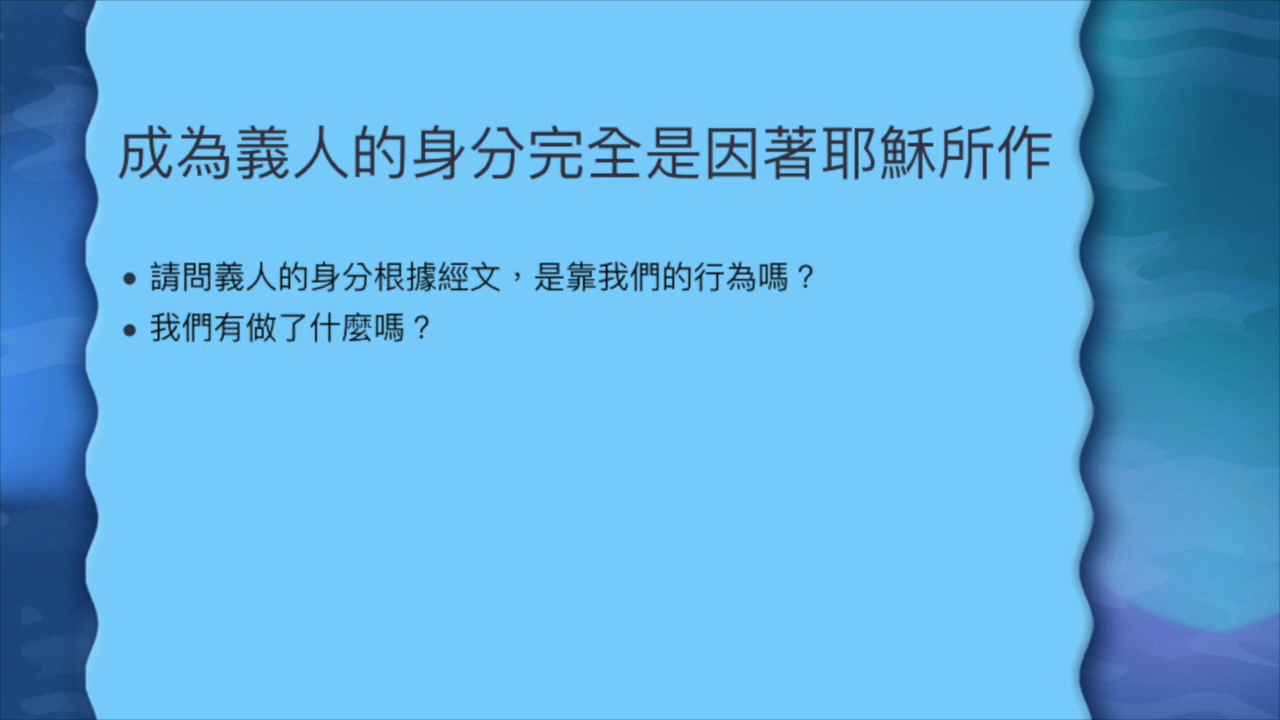 成為義人的身分完全是因著耶穌所作
• 請問義人的身分根據經文，是靠我們的行為嗎？
• 我們有做了什麼嗎？